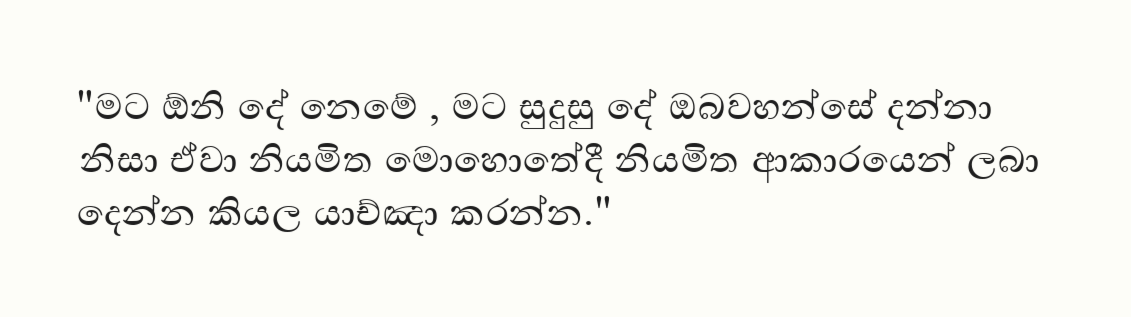 "මට ඕනි දේ නෙමේ , මට සුදුසු දේ ඔබවහන්සේ දන්නා
නිසා ඒවා නියමිත මොහොතේදී නියමිත ආකාරයෙන් ලබා
දෙන්න කියල යාච්ඤා කරන්න."